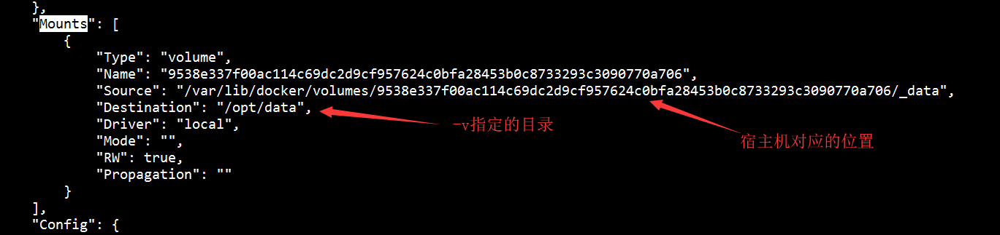 },
"Mounts": [
{
"Type": "volume",
"Name": "9538e337f00ac114c69dc2d9cf957624c0bfa28453b0c8733293c3090770a706",
"Source": "/var/lib/docker/volumes/9538e337f00ac114c69dc2d9cf957624c0bfa28453b0c8733293c3090770a706/_data",
"Destination": "/opt/data",
"Driver": "local",
-v指定的目录
"Mode": "",
宿主机对应的位置
"RW": true,
"Propagation": ""
}
],
"Config": {